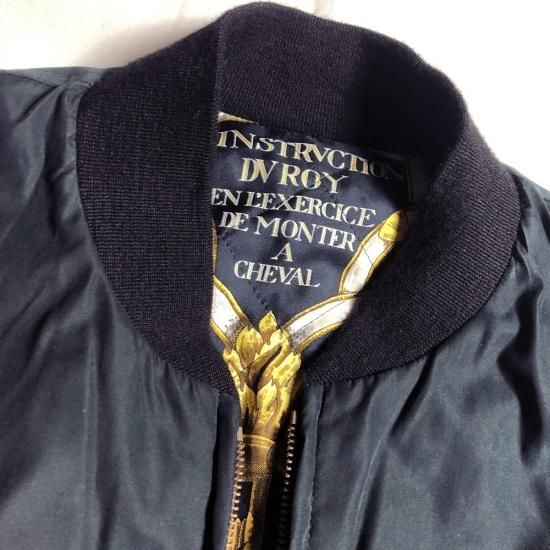 INSTRVCTION
DV ROY
EN L'EXERCICE
DE MONTER
A
CHEVAL